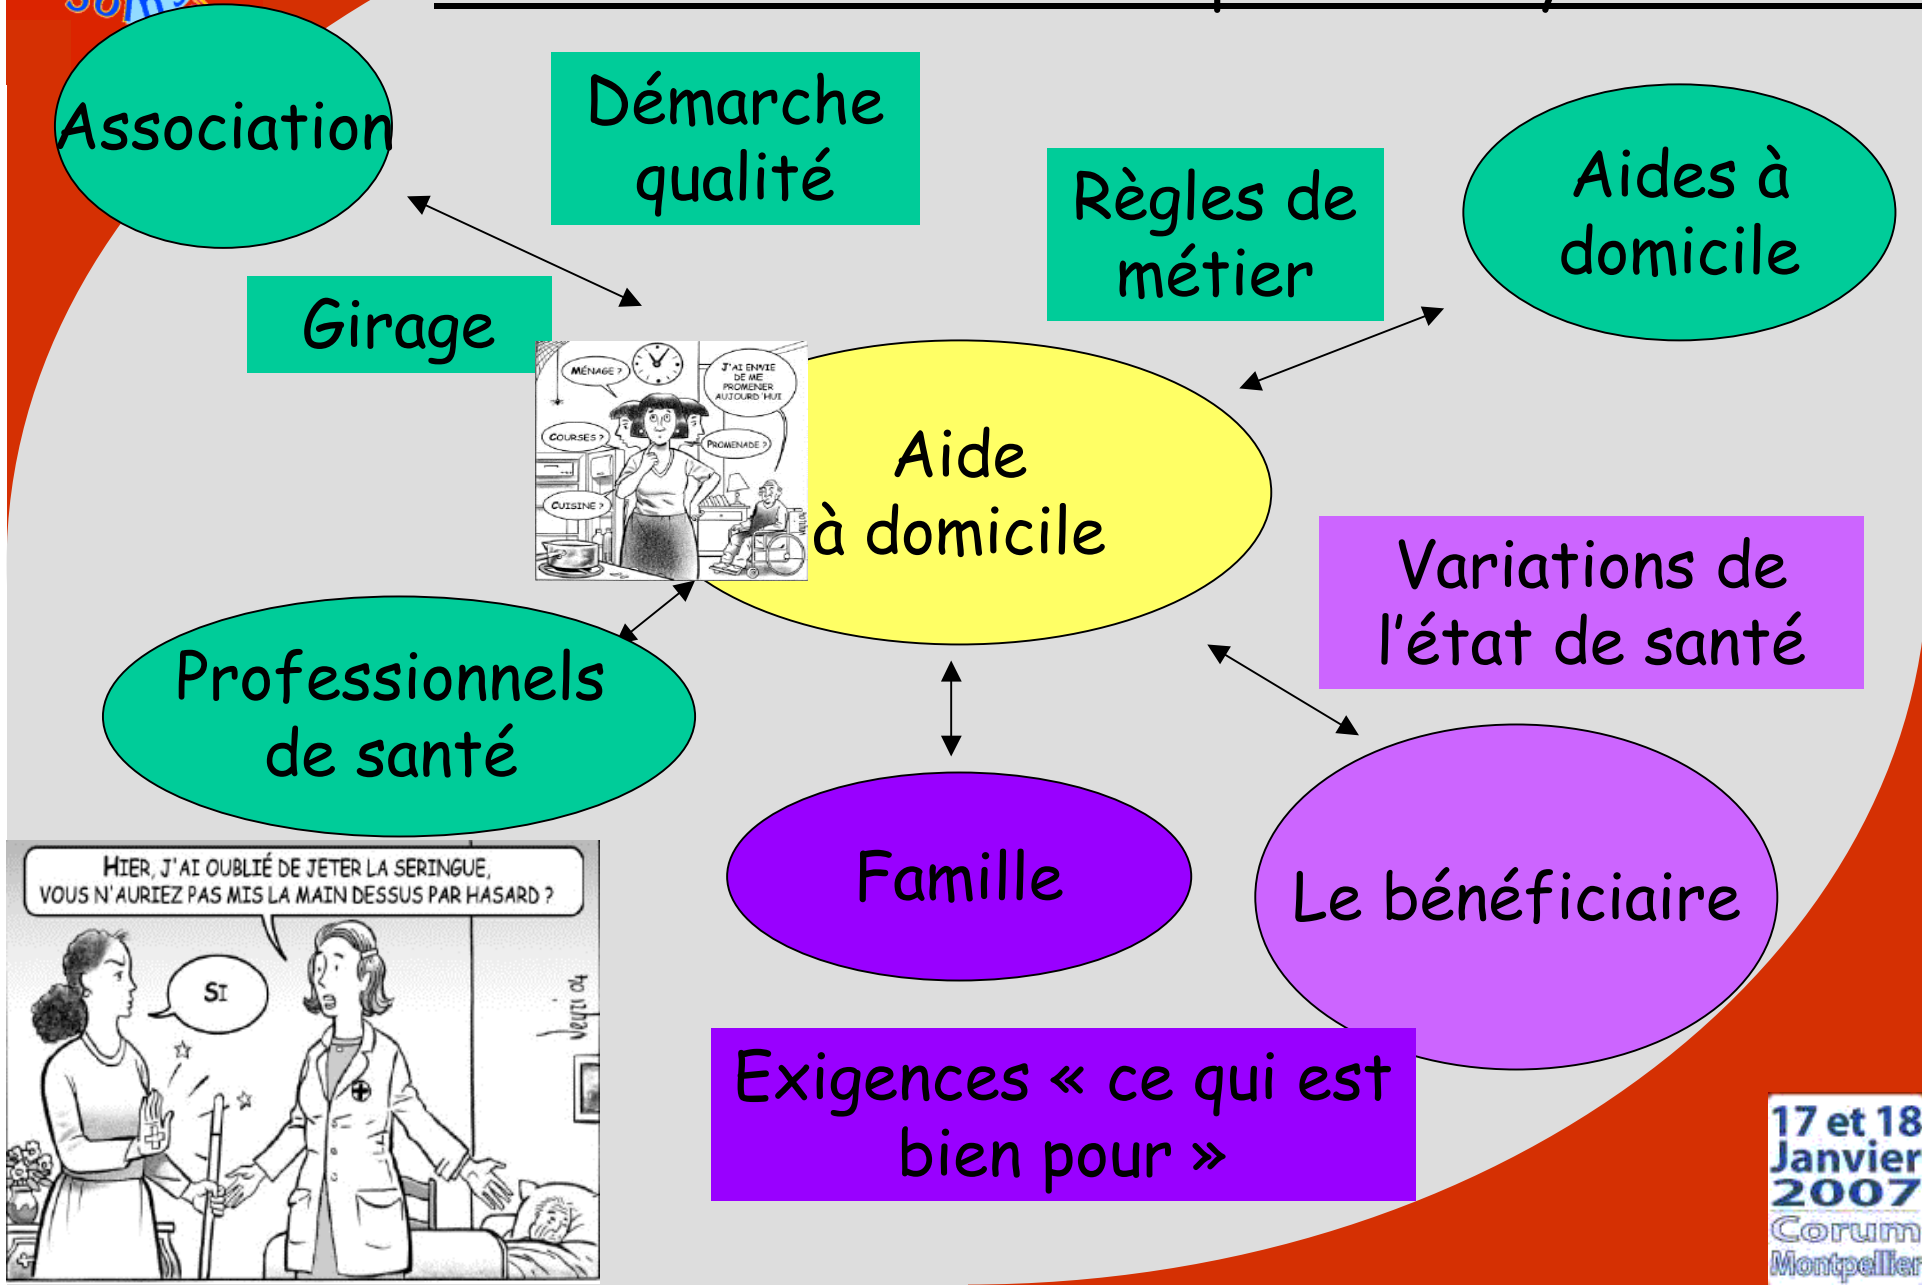 Association
Démarche
qualité
Règles de
métier
Aides à
domicile
Girage
MÉNAGE ?
J'AI ENVIE
DE ME
PROMENER
AUJOURD'HUI
COURSES ?
PROMENADE ?
CUISINE ?
Aide
à domicile
Variations de
l'état de santé
Professionnels
de santé
Famille
Le bénéficiaire
HIER, J'AI OUBLIÉ DE JETER LA SERINGUE,
VOUS N'AURIEZ PAS MIS LA MAIN DESSUS PAR HASARD ?
SI
Exigences « ce qui est
bien pour »
17 et 18
Janvier
2007
Corum
Montpellier